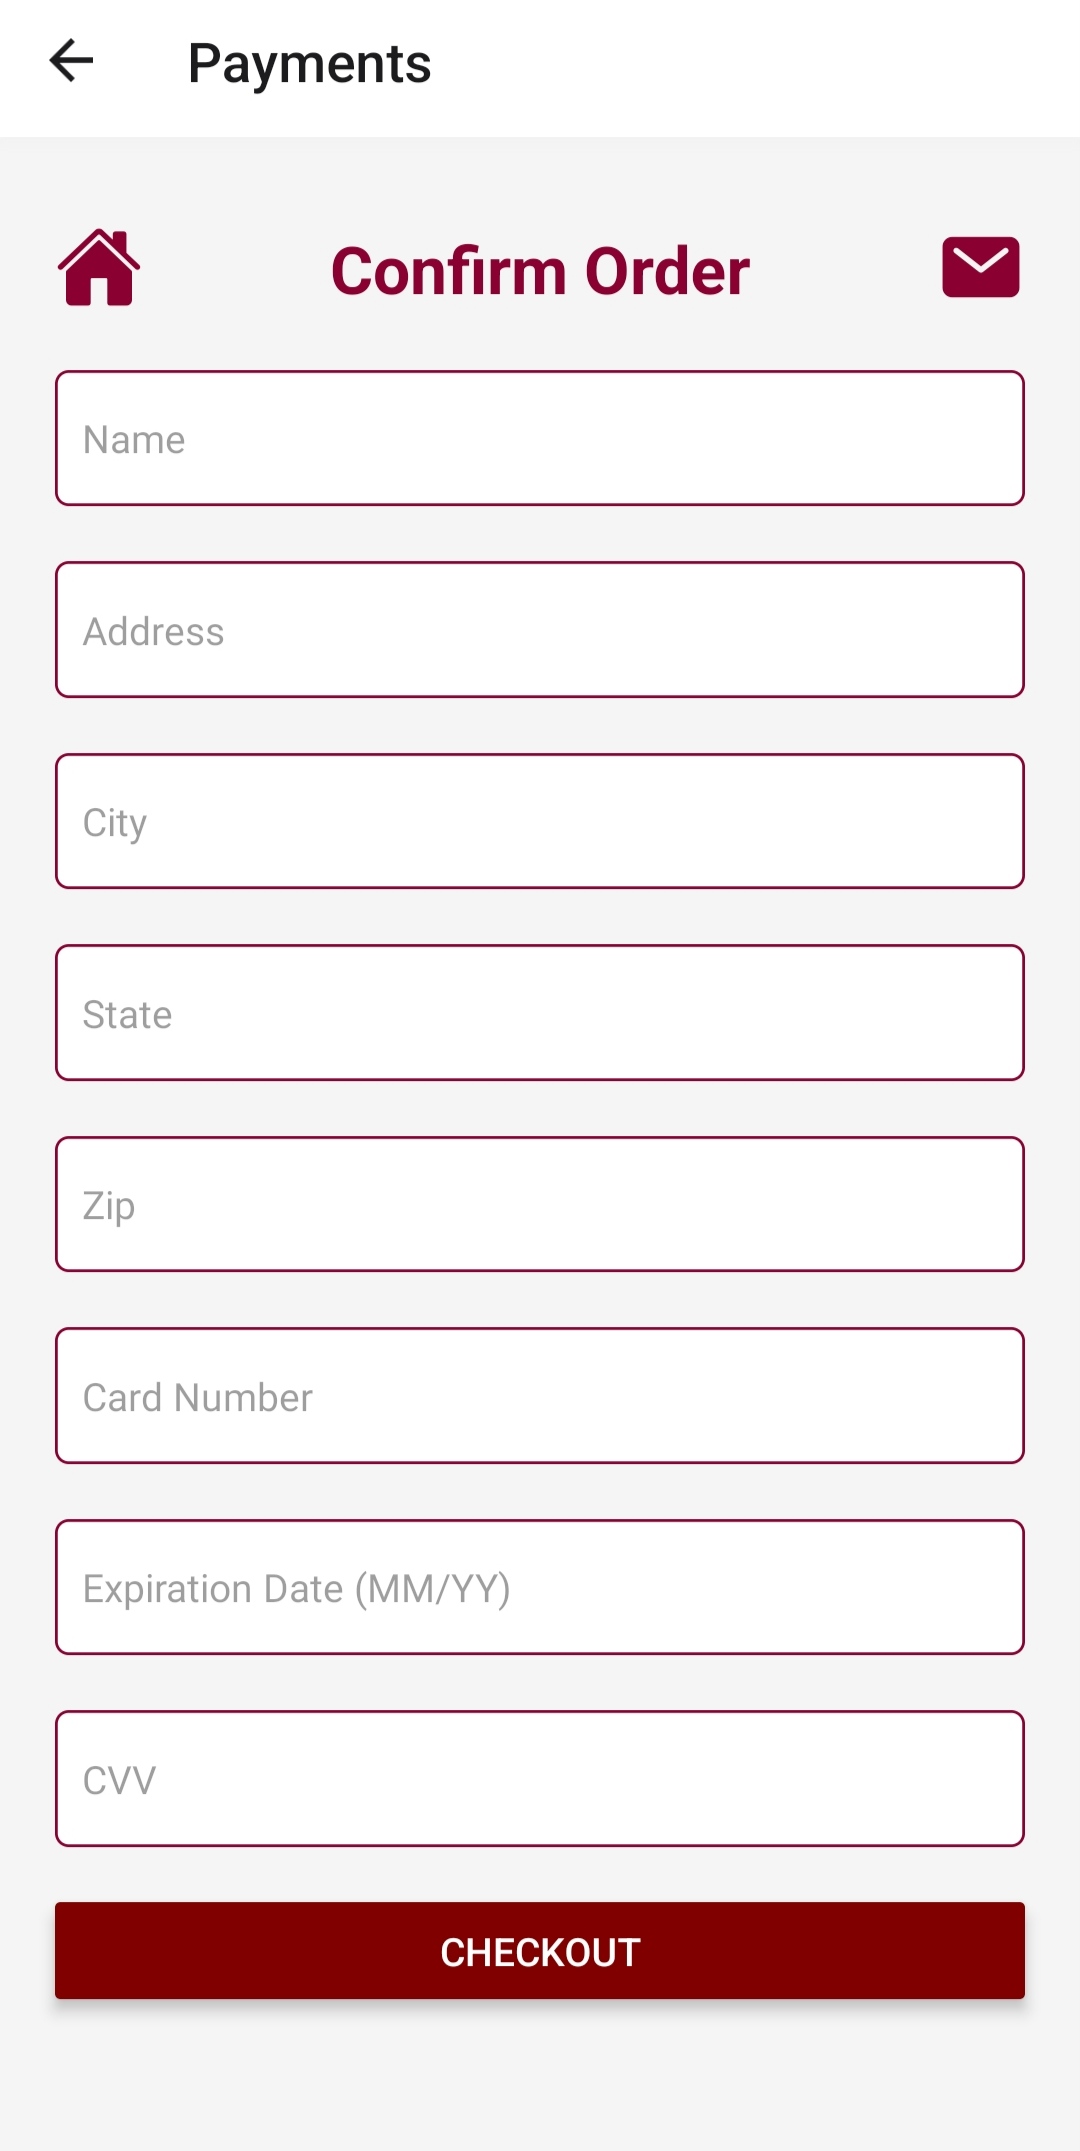 Payments
Confirm Order
Name
Address
City
State
Zip
Card Number
Expiration Date (MM/YY)
CVV
CHECKOUT